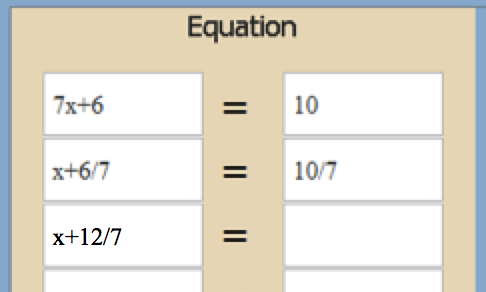 Equation
7x+6 = 10
x+6/7 = 10/7
x+12/7 =